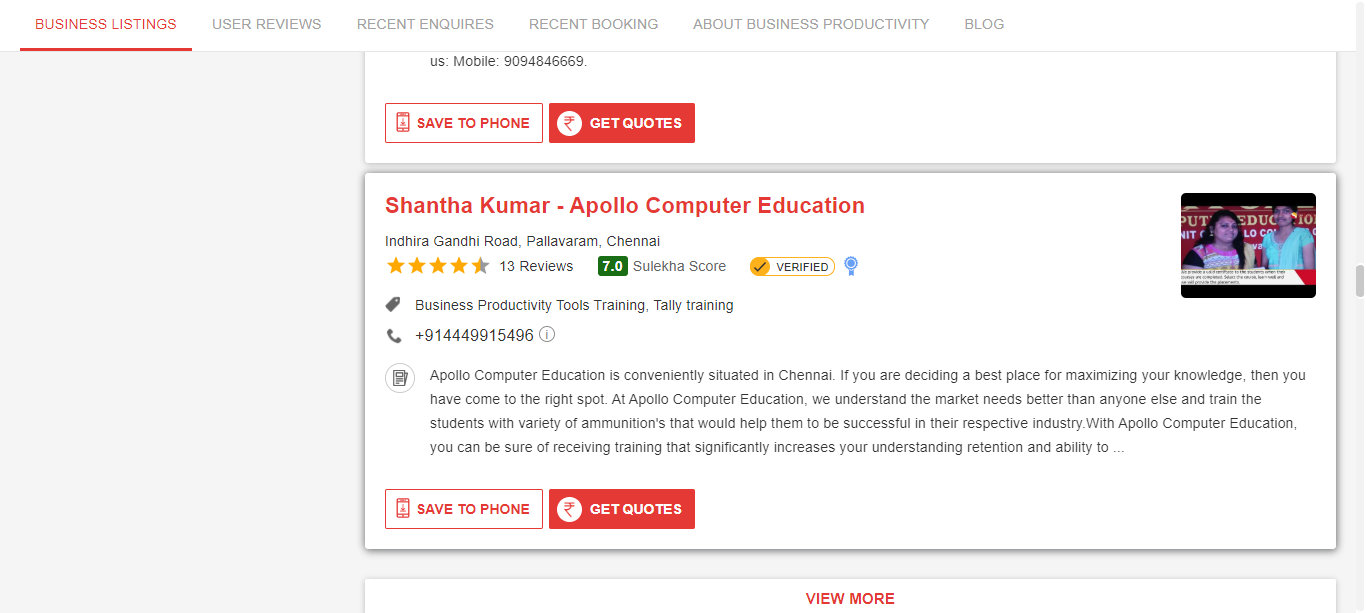 BUSINESS LISTINGS USER REVIEWS RECENT ENQUIRES RECENT BOOKING ABOUT BUSINESS PRODUCTIVITY BLOG
us: Mobile: 9094846669.
SAVE TO PHONE GET QUOTES
Shantha Kumar - Apollo Computer Education
Indhira Gandhi Road, Pallavaram, Chennai
13 Reviews 7.0 Sulekha Score VERIFIED
Business Productivity Tools Training, Tally training
+914449915496
Apollo Computer Education is conveniently situated in Chennai. If you are deciding a best place for maximizing your knowledge, then you
have come to the right spot. At Apollo Computer Education, we understand the market needs better than anyone else and train the
students with variety of ammunition's that would help them to be successful in their respective industry.With Apollo Computer Education,
you can be sure of receiving training that significantly increases your understanding retention and ability to ...
SAVE TO PHONE GET QUOTES
VIEW MORE